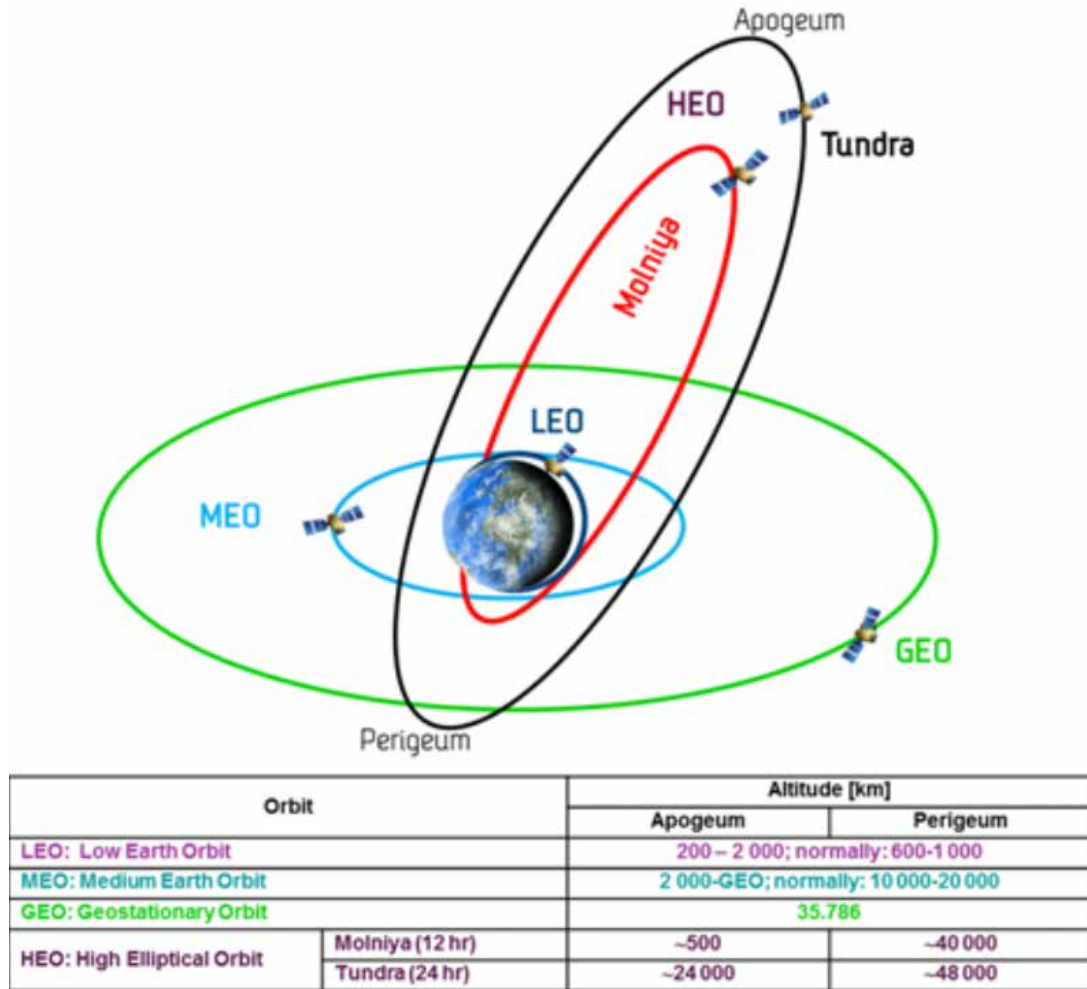 Apogeum
HEO
Tundra
Molniya
LEO
MEO
GEO
Perigeum
Orbit
Altitude [km]
Apogeum Perigeum
LEO: Low Earth Orbit 200 – 2 000; normally: 600-1 000
MEO: Medium Earth Orbit 2 000-GEO; normally: 10 000-20 000
GEO: Geostationary Orbit 35.786
HEO: High Elliptical Orbit
Molniya (12 hr) ~500 ~40 000
Tundra (24 hr) ~24 000 ~48 000